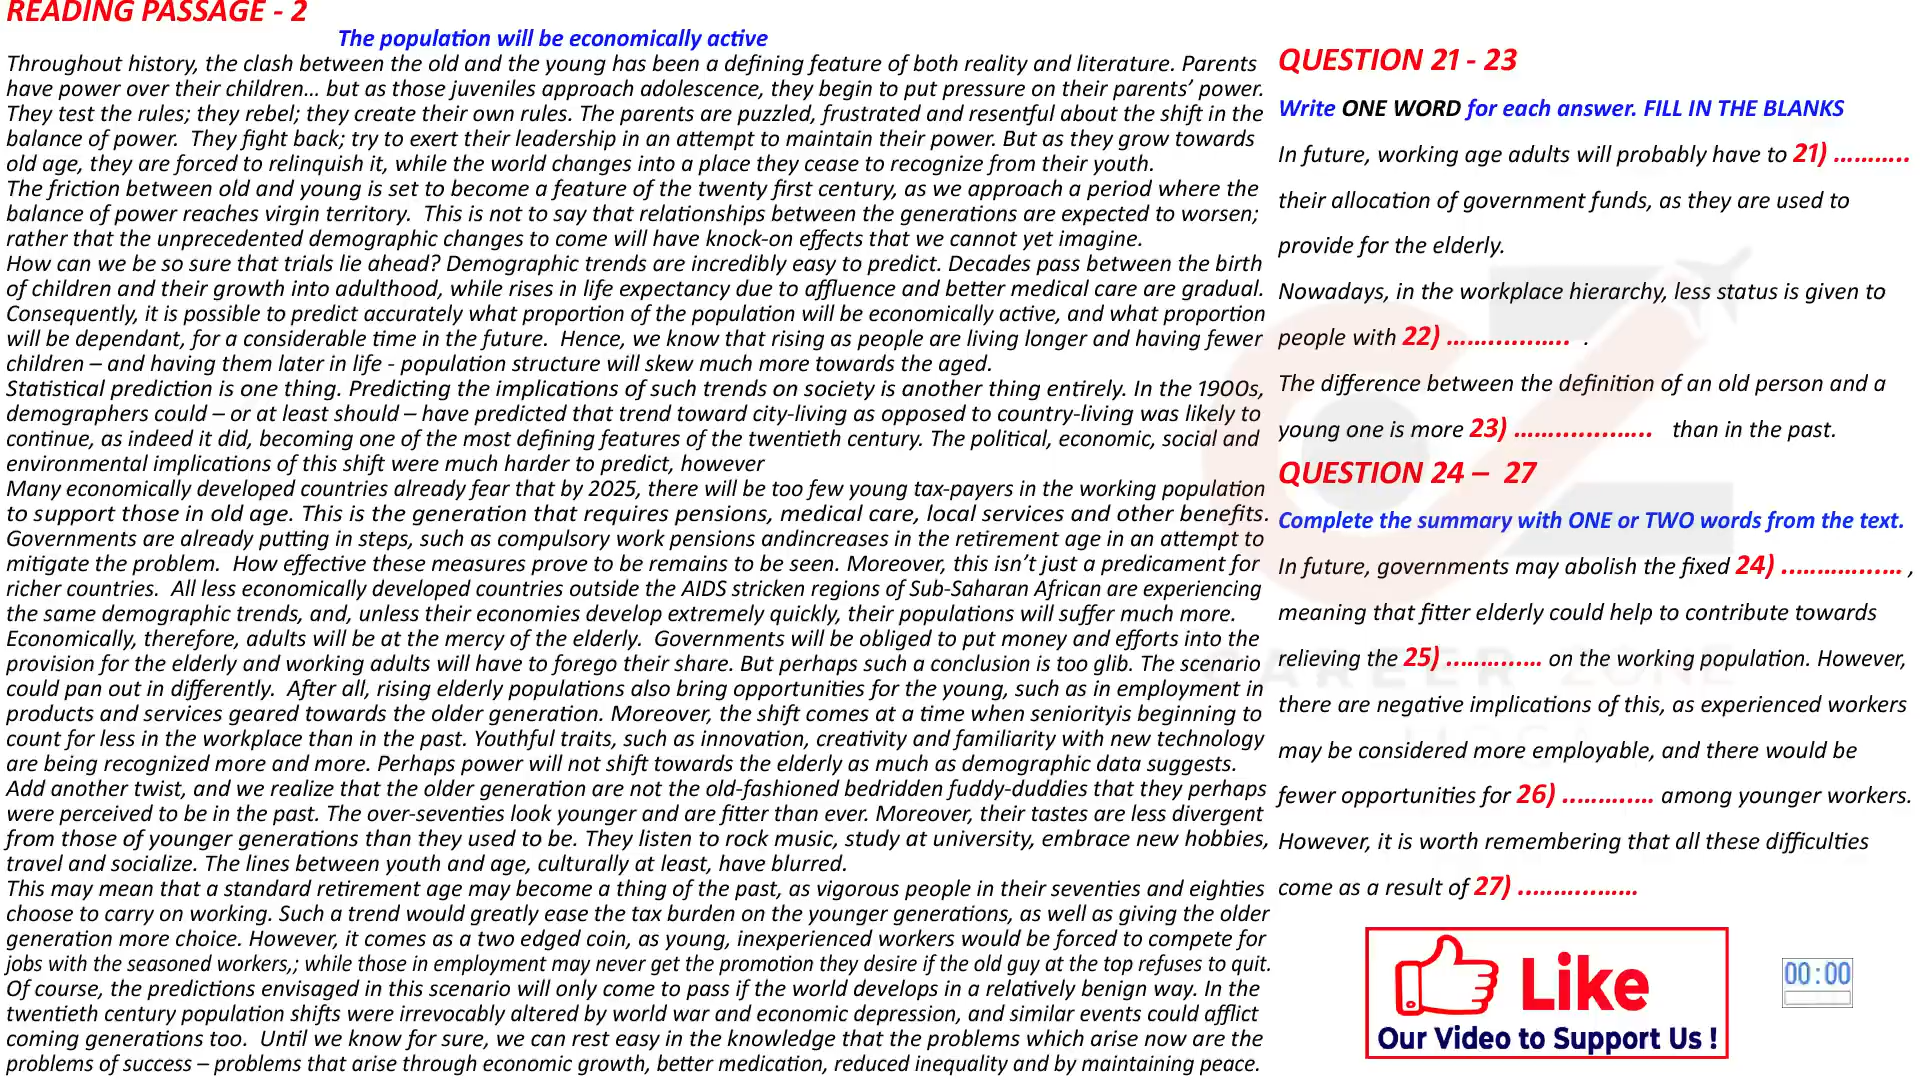 READING PASSAGE - 2
The population will be economically active
Throughout history, the clash between the old and the young has been a defining feature of both reality and literature. Parents
have power over their children... but as those juveniles approach adolescence, they begin to put pressure on their parents' power.
They test the rules; they rebel; they create their own rules. The parents are puzzled, frustrated and resentful about the shift in the
balance of power. They fight back; try to exert their leadership in an attempt to maintain their power. But as they grow towards
old age, they are forced to relinquish it, while the world changes into a place they cease to recognize from their youth.
The friction between old and young is set to become a feature of the twenty first century, as we approach a period where the
balance of power reaches virgin territory. This is not to say that relationships between the generations are expected to worsen;
rather that the unprecedented demographic changes to come will have knock-on effects that we cannot yet imagine.
How can we be so sure that trials lie ahead? Demographic trends are incredibly easy to predict. Decades pass between the birth
of children and their growth into adulthood, while rises in life expectancy due to affluence and better medical care are gradual.
Consequently, it is possible to predict accurately what proportion of the population will be economically active, and what proportion
will be dependant, for a considerable time in the future. Hence, we know that rising as people are living longer and having fewer
children – and having them later in life - population structure will skew much more towards the aged.
Statistical prediction is one thing. Predicting the implications of such trends on society is another thing entirely. In the 1900s,
demographers could – or at least should – have predicted that trend toward city-living as opposed to country-living was likely to
continue, as indeed it did, becoming one of the most defining features of the twentieth century. The political, economic, social and
environmental implications of this shift were much harder to predict, however
Many economically developed countries already fear that by 2025, there will be too few young tax-payers in the working population
to support those in old age. This is the generation that requires pensions, medical care, local services and other benefits.
Governments are already putting in steps, such as compulsory work pensions andincreases in the retirement age in an attempt to
mitigate the problem. How effective these measures prove to be remains to be seen. Moreover, this isn't just a predicament for
richer countries. All less economically developed countries outside the AIDS stricken regions of Sub-Saharan African are experiencing
the same demographic trends, and, unless their economies develop extremely quickly, their populations will suffer much more.
Economically, therefore, adults will be at the mercy of the elderly. Governments will be obliged to put money and efforts into the
provision for the elderly and working adults will have to forego their share. But perhaps such a conclusion is too glib. The scenario
could pan out in differently. After all, rising elderly populations also bring opportunities for the young, such as in employment in
products and services geared towards the older generation. Moreover, the shift comes at a time when seniorityis beginning to
count for less in the workplace than in the past. Youthful traits, such as innovation, creativity and familiarity with new technology
are being recognized more and more. Perhaps power will not shift towards the elderly as much as demographic data suggests.
Add another twist, and we realize that the older generation are not the old-fashioned bedridden fuddy-duddies that they perhaps
were perceived to be in the past. The over-seventies look younger and are fitter than ever. Moreover, their tastes are less divergent
from those of younger generations than they used to be. They listen to rock music, study at university, embrace new hobbies,
travel and socialize. The lines between youth and age, culturally at least, have blurred.
This may mean that a standard retirement age may become a thing of the past, as vigorous people in their seventies and eighties
choose to carry on working. Such a trend would greatly ease the tax burden on the younger generations, as well as giving the older
generation more choice. However, it comes as a two edged coin, as young, inexperienced workers would be forced to compete for
jobs with the seasoned workers,; while those in employment may never get the promotion they desire if the old guy at the top refuses to quit.
Of course, the predictions envisaged in this scenario will only come to pass if the world develops in a relatively benign way. In the
twentieth century population shifts were irrevocably altered by world war and economic depression, and similar events could afflict
coming generations too. Until we know for sure, we can rest easy in the knowledge that the problems which arise now are the
problems of success – problems that arise through economic growth, better medication, reduced inequality and by maintaining peace.
QUESTION 21 - 23
Write ONE WORD for each answer. FILL IN THE BLANKS
In future, working age adults will probably have to 21) ...........
their allocation of government funds, as they are used to
provide for the elderly.
Nowadays, in the workplace hierarchy, less status is given to
people with 22) .................. .
The difference between the definition of an old person and a
young one is more 23) .................... than in the past.
QUESTION 24 – 27
Complete the summary with ONE or TWO words from the text.
In future, governments may abolish the fixed 24) ................. ,
meaning that fitter elderly could help to contribute towards
relieving the 25) ............. on the working population. However,
there are negative implications of this, as experienced workers
may be considered more employable, and there would be
fewer opportunities for 26) ............. among younger workers.
However, it is worth remembering that all these difficulties
come as a result of 27) .................
CAREER ZONE
MOGA
Like
Our Video to Support Us !
00:00